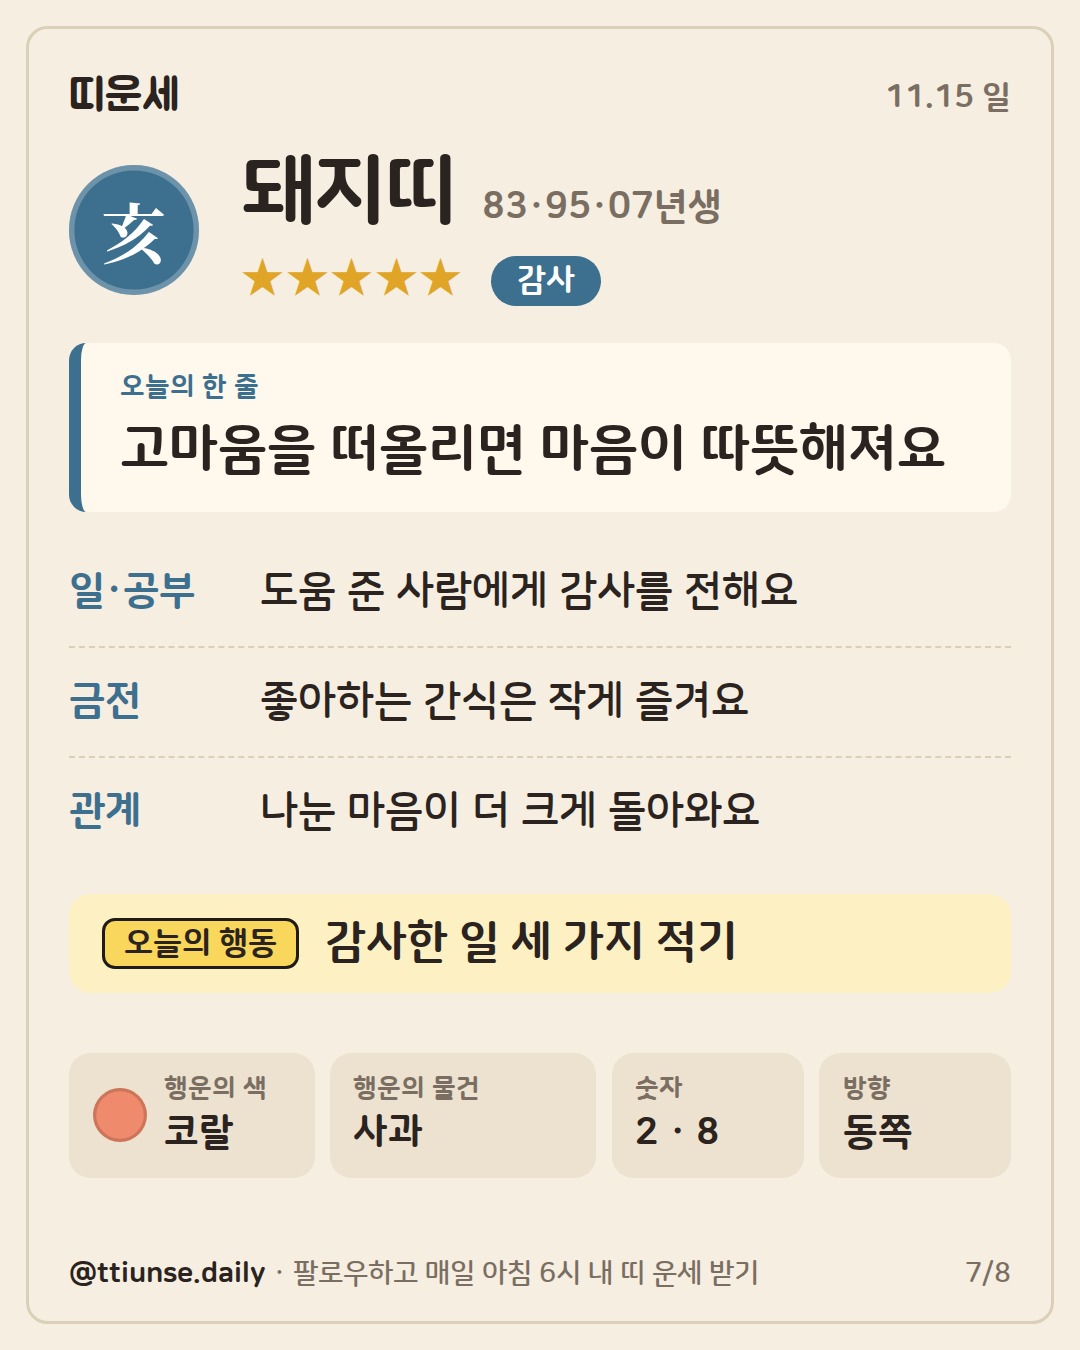 띠운세
11.15 일
亥
돼지띠 83·95·07년생
★★★★★ 감사
오늘의 한 줄
고마움을 떠올리면 마음이 따뜻해져요
일·공부 도움 준 사람에게 감사를 전해요
금전 좋아하는 간식은 작게 즐겨요
관계 나눈 마음이 더 크게 돌아와요
오늘의 행동 감사한 일 세 가지 적기
행운의 색
코랄
행운의 물건
사과
숫자
2 · 8
방향
동쪽
@ttiunse.daily · 팔로우하고 매일 아침 6시 내 띠 운세 받기
7/8